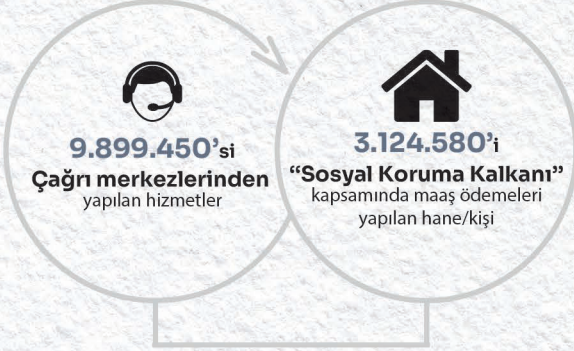 9.899.450'si
Çağrı merkezlerinden
yapılan hizmetler
3.124.580'i
“Sosyal Koruma Kalkanı”
kapsamında maaş ödemeleri
yapılan hane/kişi